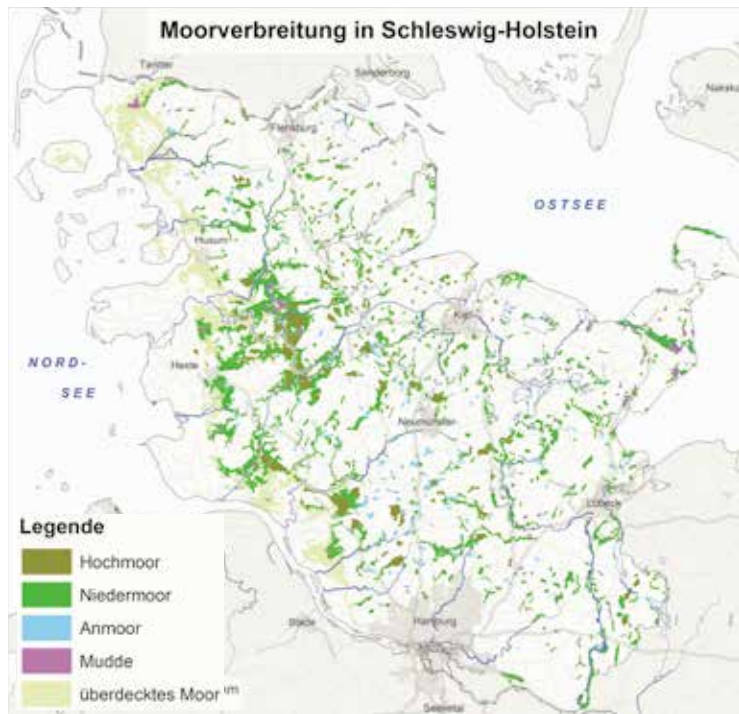 Moorverbreitung in Schleswig-Holstein
Tønder
Sønderborg
Flensburg
OSTSEE
Husum
Kiel
NORD-
SEE
Heide
Neumünster
Lübeck
Legende
Hochmoor
Niedermoor
Anmoor
Mudde
überdecktes Moor
Stade
Hamburg
Seevetal